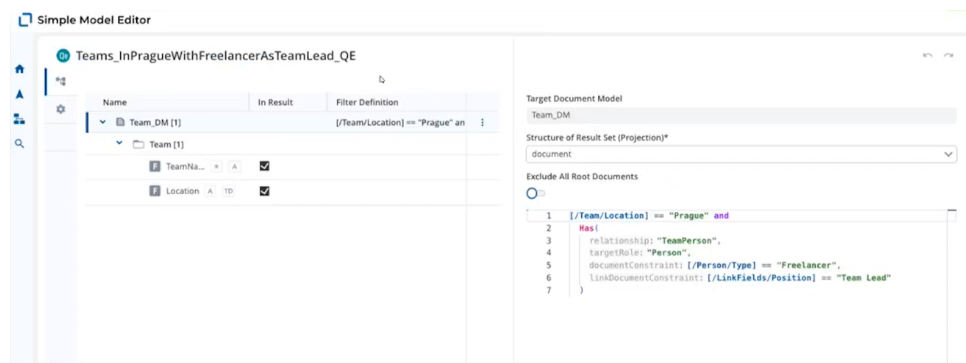 Simple Model Editor
QE Teams_InPragueWithFreelancerAsTeamLead_QE
Name In Result Filter Definition
Team_DM [1] [/Team/Location] == "Prague" an
Team [1]
F TeamNa... * A
F Location A TD
Target Document Model
Team_DM
Structure of Result Set (Projection)*
document
Exclude All Root Documents
1 [/Team/Location] == "Prague" and
2 Has(
3 relationship: "TeamPerson",
4 targetRole: "Person",
5 documentConstraint: [/Person/Type] == "Freelancer",
6 linkDocumentConstraint: [/LinkFields/Position] == "Team Lead"
7 )